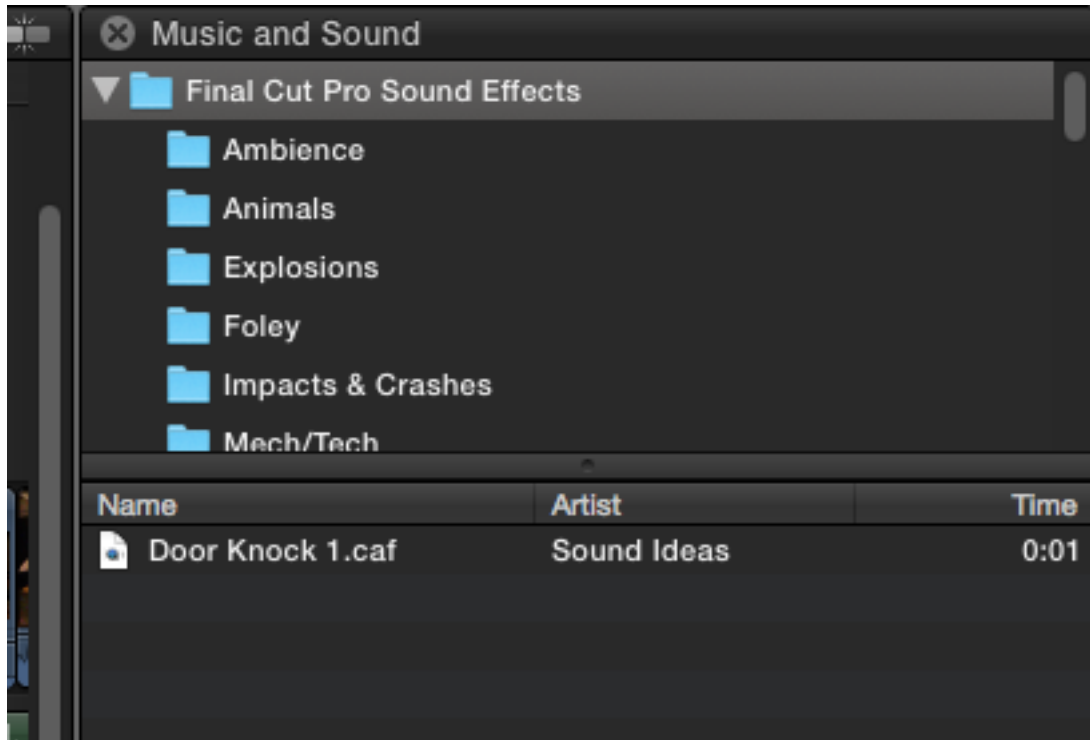 Music and Sound
Final Cut Pro Sound Effects
Ambience
Animals
Explosions
Foley
Impacts & Crashes
Mech/Tech
Name Artist Time
Door Knock 1.caf Sound Ideas 0:01